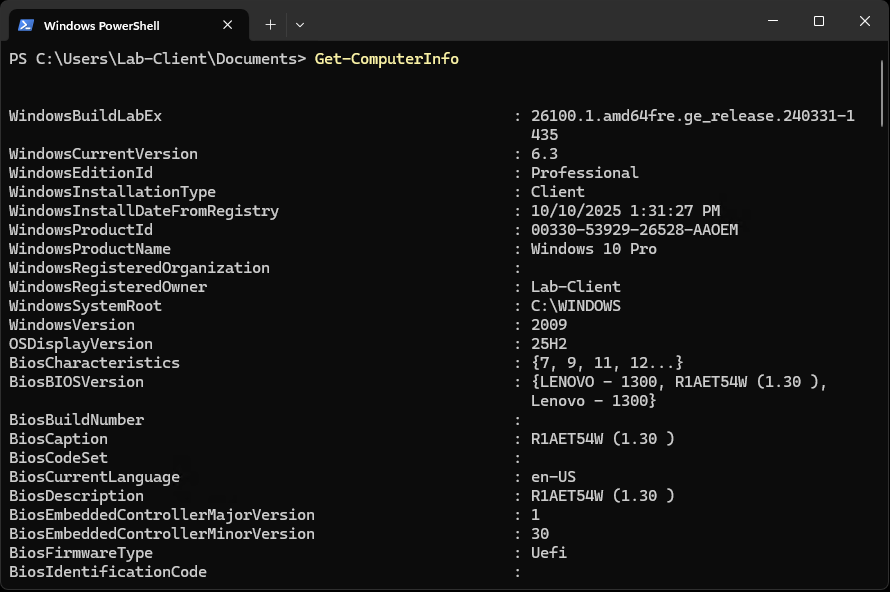 Windows PowerShell
PS C:\Users\Lab-Client\Documents> Get-ComputerInfo
WindowsBuildLabEx : 26100.1.amd64fre.ge_release.240331-1
435
WindowsCurrentVersion : 6.3
WindowsEditionId : Professional
WindowsInstallationType : Client
WindowsInstallDateFromRegistry : 10/10/2025 1:31:27 PM
WindowsProductId : 00330-53929-26528-AAOEM
WindowsProductName : Windows 10 Pro
WindowsRegisteredOrganization :
WindowsRegisteredOwner : Lab-Client
WindowsSystemRoot : C:\WINDOWS
WindowsVersion : 2009
OSDisplayVersion : 25H2
BiosCharacteristics : {7, 9, 11, 12...}
BiosBIOSVersion : {LENOVO - 1300, R1AET54W (1.30 ),
Lenovo - 1300}
BiosBuildNumber :
BiosCaption : R1AET54W (1.30 )
BiosCodeSet :
BiosCurrentLanguage : en-US
BiosDescription : R1AET54W (1.30 )
BiosEmbeddedControllerMajorVersion : 1
BiosEmbeddedControllerMinorVersion : 30
BiosFirmwareType : Uefi
BiosIdentificationCode :